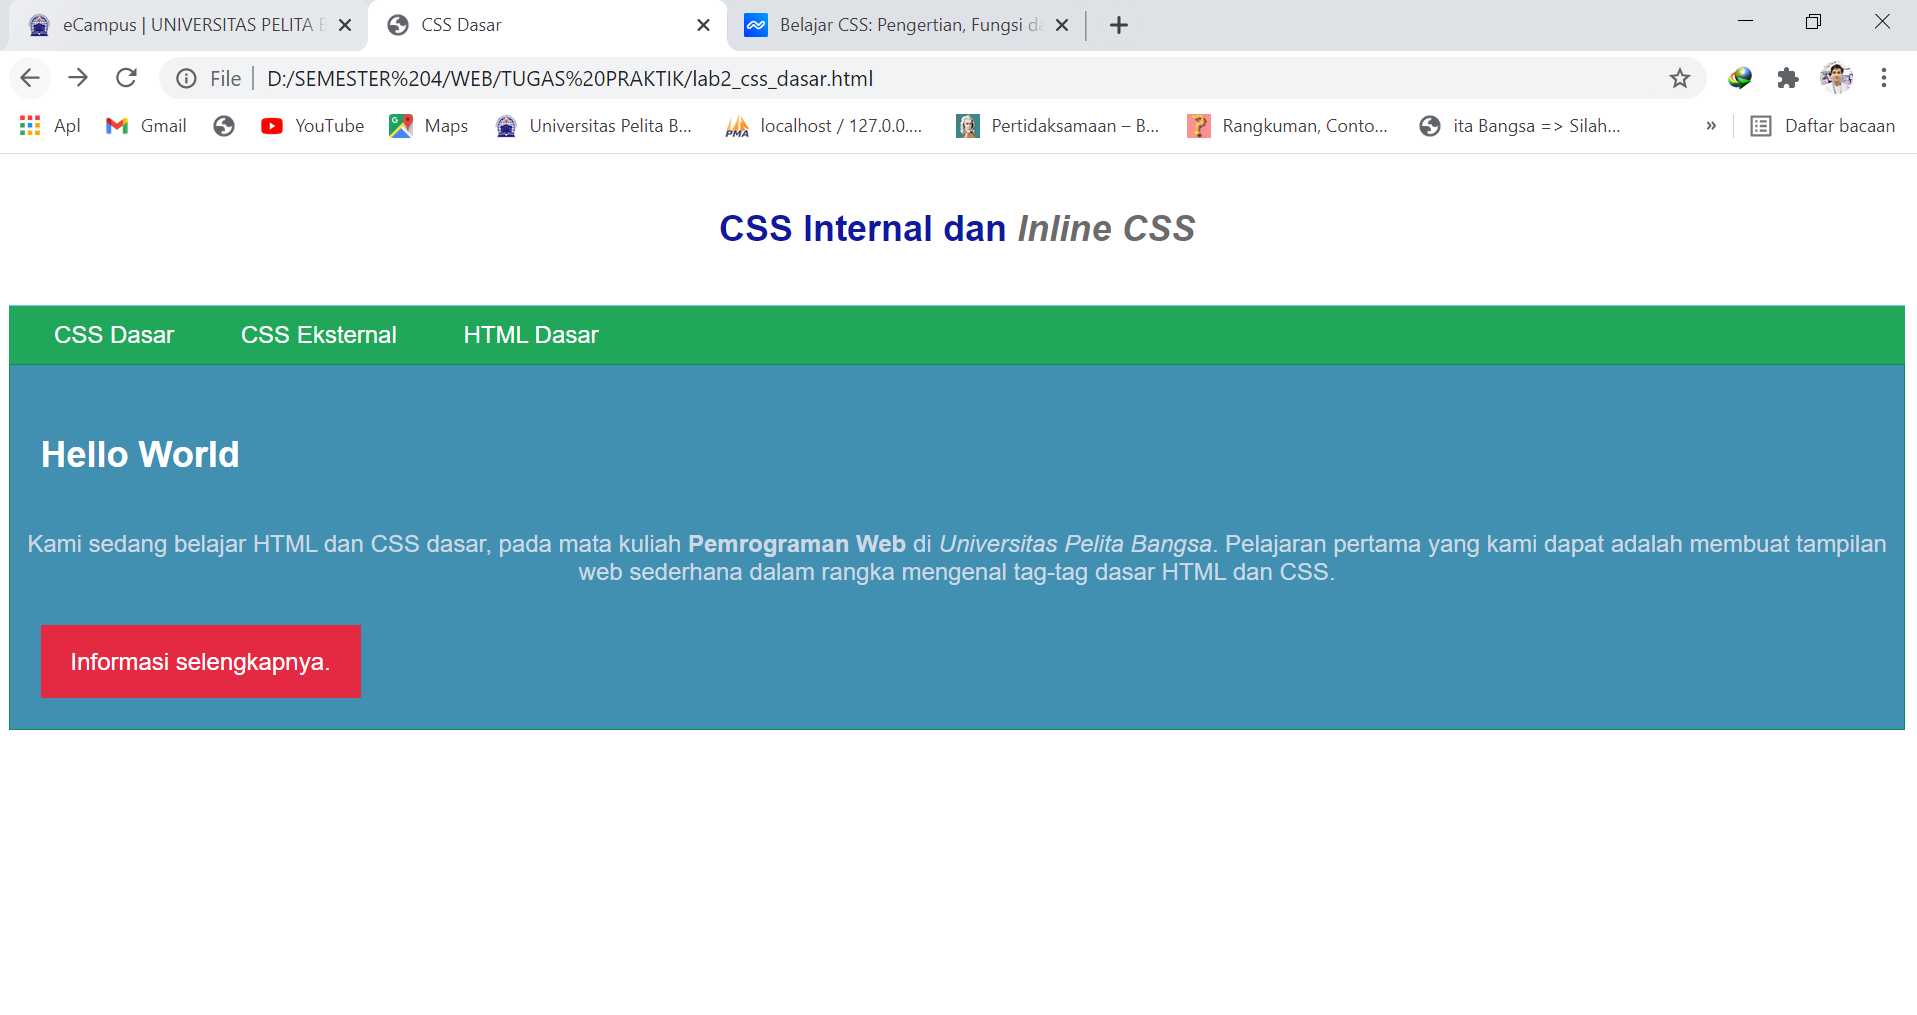 eCampus | UNIVERSITAS PELITA
CSS Dasar
Belajar CSS: Pengertian, Fungsi da
File | D:/SEMESTER%204/WEB/TUGAS%20PRAKTIK/lab2_css_dasar.html
Apl Gmail YouTube Maps Universitas Pelita B... PMA localhost / 127.0.0.... Pertidaksamaan – B... Rangkuman, Conto... ita Bangsa => Silah... » Daftar bacaan
CSS Internal dan Inline CSS
CSS Dasar CSS Eksternal HTML Dasar
Hello World
Kami sedang belajar HTML dan CSS dasar, pada mata kuliah Pemrograman Web di Universitas Pelita Bangsa. Pelajaran pertama yang kami dapat adalah membuat tampilan
web sederhana dalam rangka mengenal tag-tag dasar HTML dan CSS.
Informasi selengkapnya.